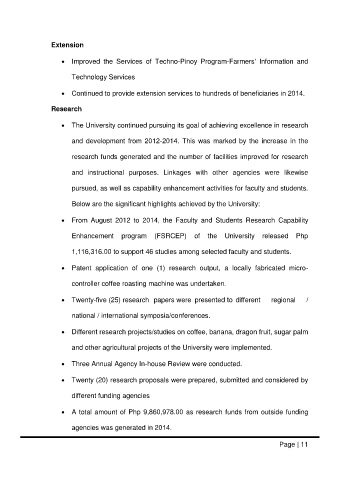 Extension
• Improved the Services of Techno-Pinoy Program-Farmers' Information and
Technology Services
• Continued to provide extension services to hundreds of beneficiaries in 2014.
Research
• The University continued pursuing its goal of achieving excellence in research
and development from 2012-2014. This was marked by the increase in the
research funds generated and the number of facilities improved for research
and instructional purposes. Linkages with other agencies were likewise
pursued, as well as capability enhancement activities for faculty and students.
Below are the significant highlights achieved by the University:
• From August 2012 to 2014, the Faculty and Students Research Capability
Enhancement program (FSRCEP) of the University released Php
1,116,316.00 to support 46 studies among selected faculty and students.
• Patent application of one (1) research output, a locally fabricated micro-
controller coffee roasting machine was undertaken.
• Twenty-five (25) research papers were presented to different regional /
national / international symposia/conferences.
• Different research projects/studies on coffee, banana, dragon fruit, sugar palm
and other agricultural projects of the University were implemented.
• Three Annual Agency In-house Review were conducted.
• Twenty (20) research proposals were prepared, submitted and considered by
different funding agencies
• A total amount of Php 9,860,978.00 as research funds from outside funding
agencies was generated in 2014.
Page | 11